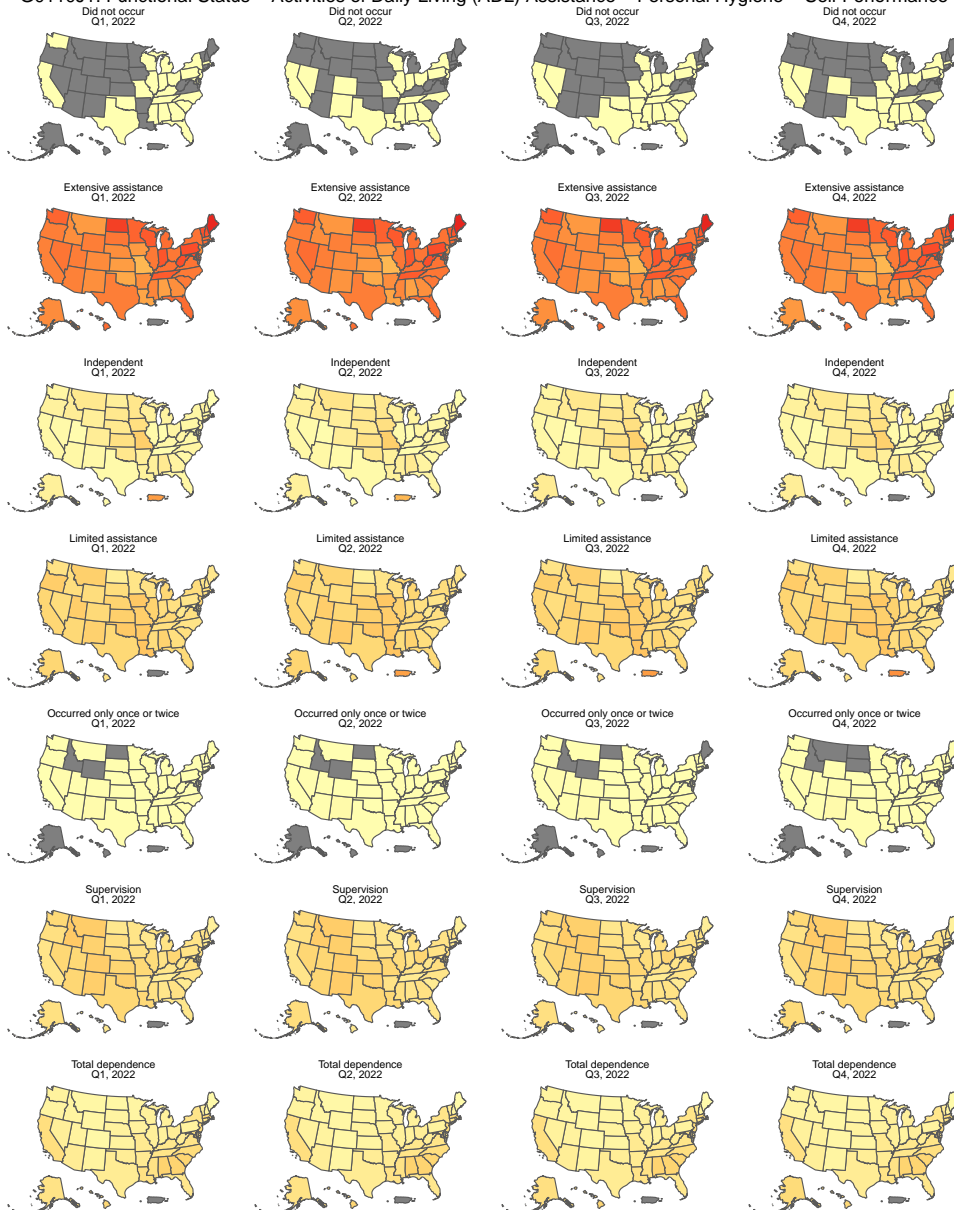 Functional Status − Activities of Daily Living (ADL) Assistance − Personal Hygiene − Self-Performance
Did not occur
Q1, 2022
Did not occur
Q2, 2022
Did not occur
Q3, 2022
Did not occur
Q4, 2022
Extensive assistance
Q1, 2022
Extensive assistance
Q2, 2022
Extensive assistance
Q3, 2022
Extensive assistance
Q4, 2022
Independent
Q1, 2022
Independent
Q2, 2022
Independent
Q3, 2022
Independent
Q4, 2022
Limited assistance
Q1, 2022
Limited assistance
Q2, 2022
Limited assistance
Q3, 2022
Limited assistance
Q4, 2022
Occurred only once or twice
Q1, 2022
Occurred only once or twice
Q2, 2022
Occurred only once or twice
Q3, 2022
Occurred only once or twice
Q4, 2022
Supervision
Q1, 2022
Supervision
Q2, 2022
Supervision
Q3, 2022
Supervision
Q4, 2022
Total dependence
Q1, 2022
Total dependence
Q2, 2022
Total dependence
Q3, 2022
Total dependence
Q4, 2022